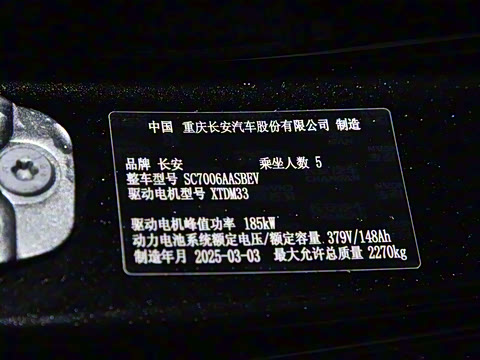 中国 重庆长安汽车股份有限公司 制造
品牌 长安 乘坐人数 5
整车型号 SC7006AASBEV
驱动电机型号 XTDM33
驱动电机峰值功率 185kW
动力电池系统额定电压/额定容量 379V/148Ah
制造年月 2025-03-03 最大允许总质量 2270kg